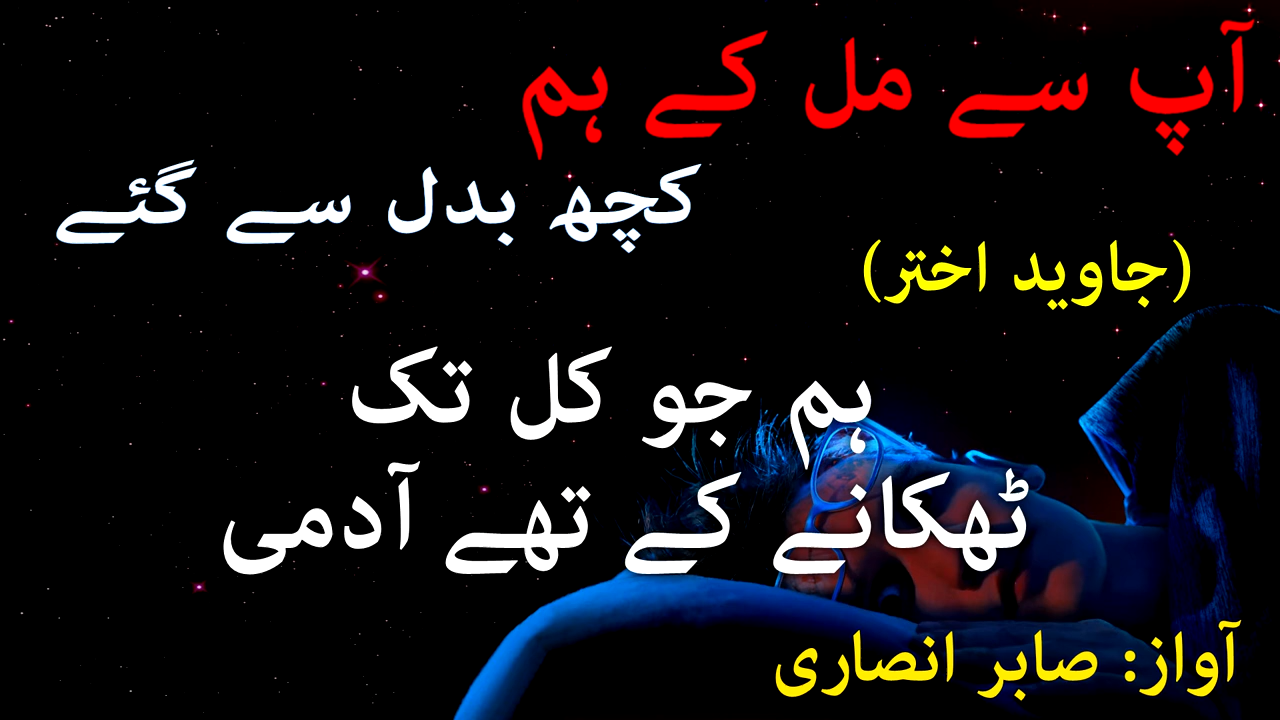 آپ سے مل کے ہم
کچھ بدل سے گئے
(جاوید اختر)
ہم جو کل تک
ٹھکانے کے تھے آدمی
آواز: صابر انصاری